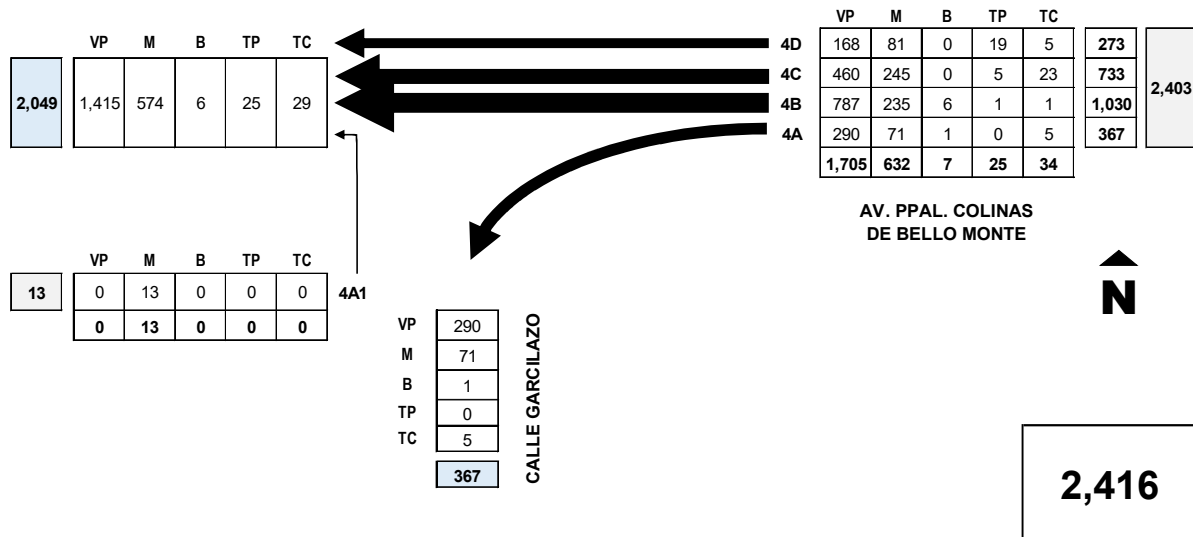 VP M B TP TC
4D 168 81 0 19 5 273
4C 460 245 0 5 23 733
4B 787 235 6 1 1 1,030
4A 290 71 1 0 5 367
1,705 632 7 25 34
2,403
VP M B TP TC
2,049 1,415 574 6 25 29
AV. PPAL. COLINAS
DE BELLO MONTE
N
VP M B TP TC
13 0 13 0 0 0 4A1
0 13 0 0 0
VP 290
M 71
B 1
TP 0
TC 5
367
CALLE GARCILAZO
2,416